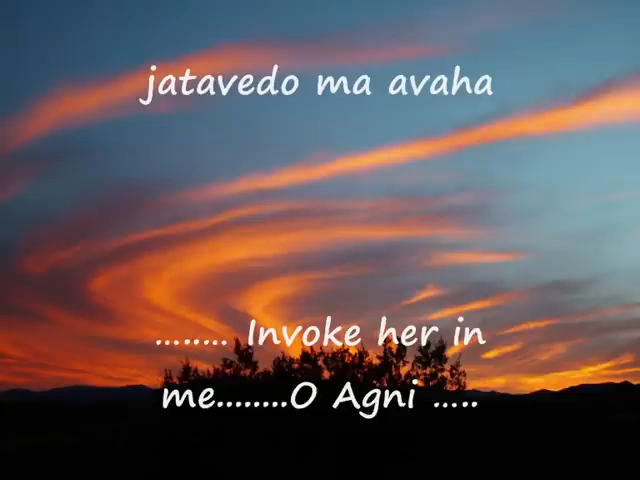 jatavedo ma avaha
........ Invoke her in
me........O Agni .....